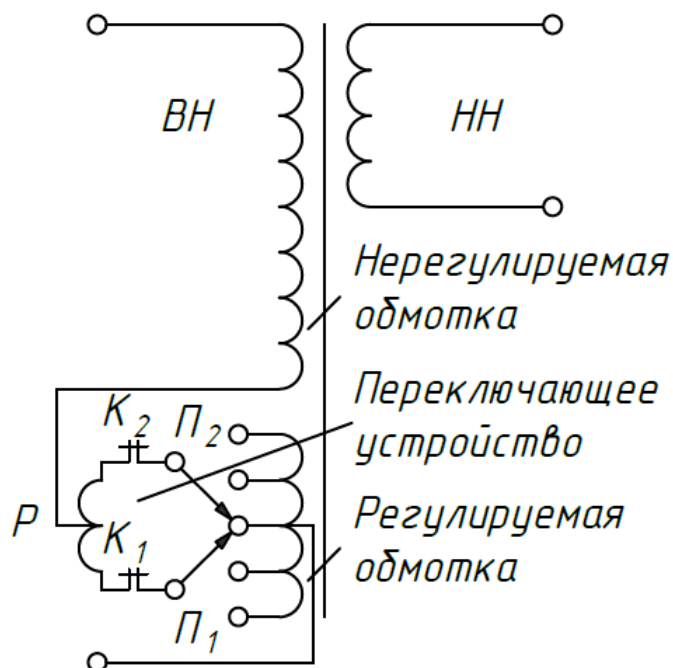 ВН
НН
Нерегулируемая
обмотка
Переключающее
устройство
К₂
П₂
Р
К₁
Регулируемая
обмотка
П₁